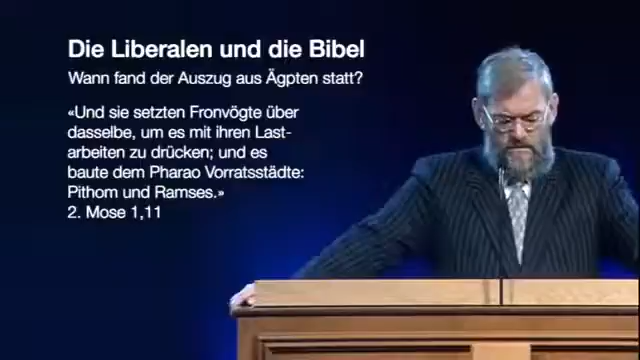 Die Liberalen und die Bibel
Wann fand der Auszug aus Ägpten statt?
«Und sie setzten Fronvögte über
dasselbe, um es mit ihren Last-
arbeiten zu drücken; und es
baute dem Pharao Vorratsstädte:
Pithom und Ramses.»
2. Mose 1,11